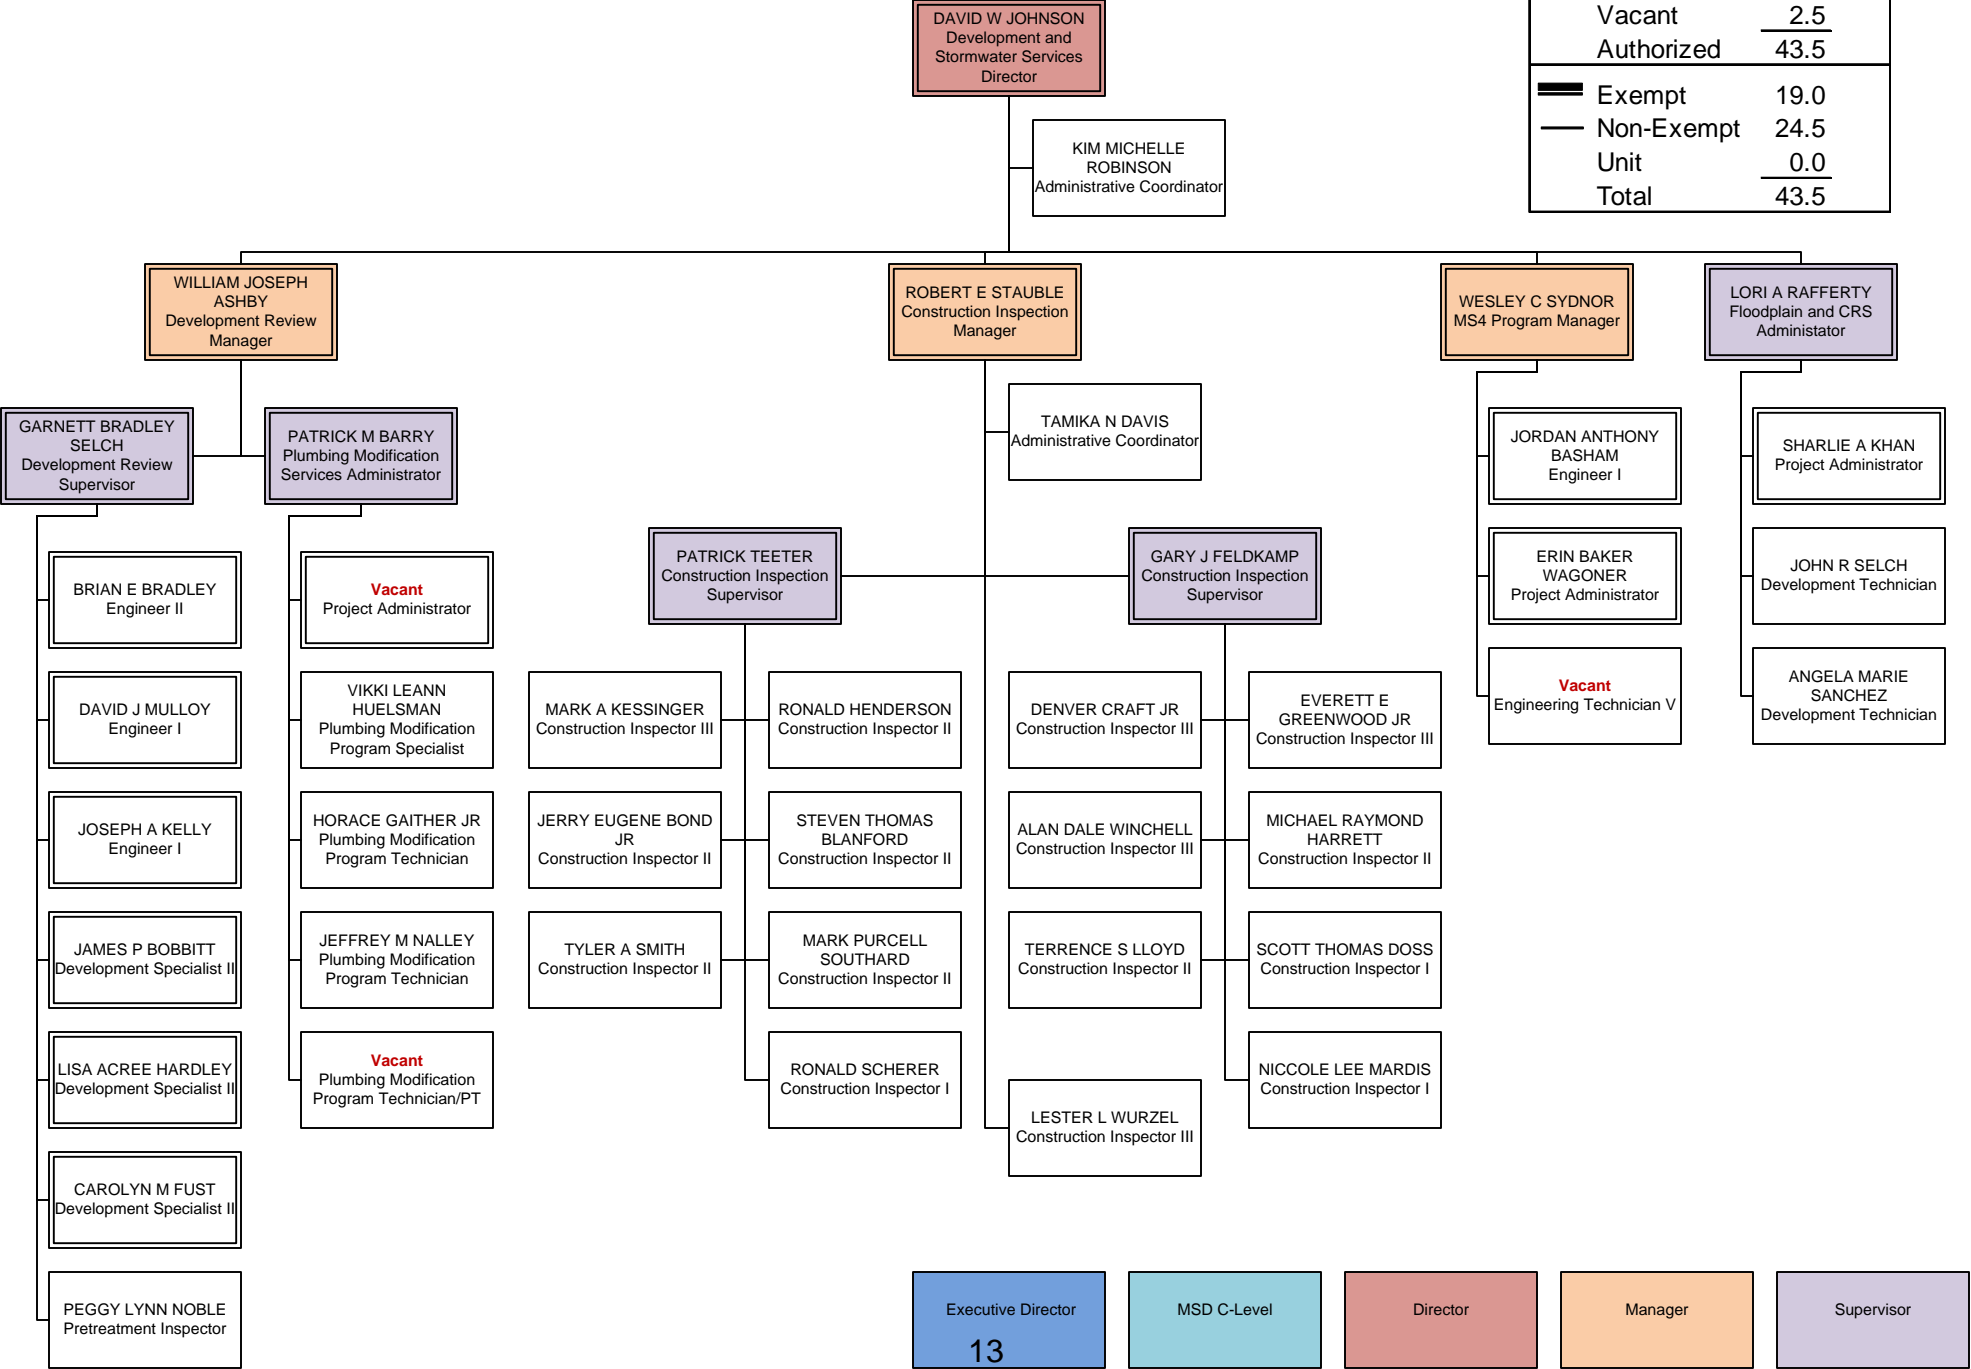 DAVID W JOHNSON
Development and
Stormwater Services
Director
Vacant 2.5
Authorized 43.5
Exempt 19.0
Non-Exempt 24.5
Unit 0.0
Total 43.5
KIM MICHELLE
ROBINSON
Administrative Coordinator
WILLIAM JOSEPH
ASHBY
Development Review
Manager
ROBERT E STAUBLE
Construction Inspection
Manager
WESLEY C SYDNOR
MS4 Program Manager
LORI A RAFFERTY
Floodplain and CRS
Administator
GARNETT BRADLEY
SELCH
Development Review
Supervisor
PATRICK M BARRY
Plumbing Modification
Services Administrator
TAMIKA N DAVIS
Administrative Coordinator
JORDAN ANTHONY
BASHAM
Engineer I
SHARLIE A KHAN
Project Administrator
BRIAN E BRADLEY
Engineer II
Vacant
Project Administrator
PATRICK TEETER
Construction Inspection
Supervisor
GARY J FELDKAMP
Construction Inspection
Supervisor
ERIN BAKER
WAGONER
Project Administrator
JOHN R SELCH
Development Technician
DAVID J MULLOY
Engineer I
VIKKI LEANN
HUELSMAN
Plumbing Modification
Program Specialist
MARK A KESSINGER
Construction Inspector III
RONALD HENDERSON
Construction Inspector II
DENVER CRAFT JR
Construction Inspector III
EVERETT E
GREENWOOD JR
Construction Inspector III
Vacant
Engineering Technician V
ANGELA MARIE
SANCHEZ
Development Technician
JOSEPH A KELLY
Engineer I
HORACE GAITHER JR
Plumbing Modification
Program Technician
JERRY EUGENE BOND
JR
Construction Inspector II
STEVEN THOMAS
BLANFORD
Construction Inspector II
ALAN DALE WINCHELL
Construction Inspector III
MICHAEL RAYMOND
HARRETT
Construction Inspector II
JAMES P BOBBITT
Development Specialist II
JEFFREY M NALLEY
Plumbing Modification
Program Technician
TYLER A SMITH
Construction Inspector II
MARK PURCELL
SOUTHARD
Construction Inspector II
TERRENCE S LLOYD
Construction Inspector II
SCOTT THOMAS DOSS
Construction Inspector I
LISA ACREE HARDLEY
Development Specialist II
Vacant
Plumbing Modification
Program Technician/PT
RONALD SCHERER
Construction Inspector I
LESTER L WURZEL
Construction Inspector III
NICCOLE LEE MARDIS
Construction Inspector I
CAROLYN M FUST
Development Specialist II
PEGGY LYNN NOBLE
Pretreatment Inspector
Executive Director
MSD C-Level
Director
Manager
Supervisor
13